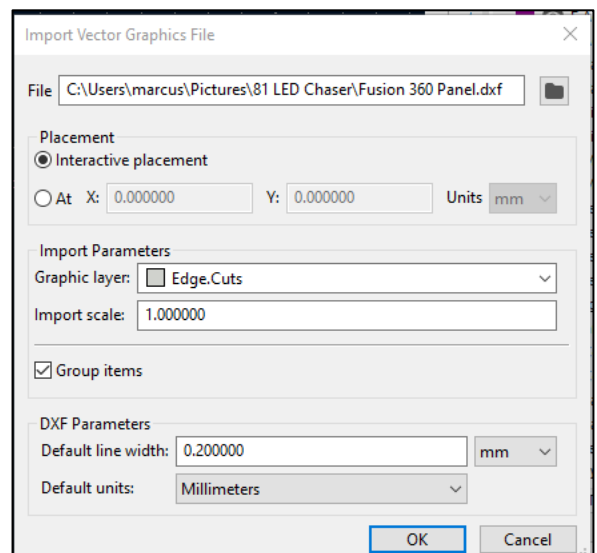 Import Vector Graphics File
File C:\Users\marcus\Pictures\81 LED Chaser\Fusion 360 Panel.dxf
Placement
Interactive placement
At X: 0.000000 Y: 0.000000 Units mm
Import Parameters
Graphic layer: Edge.Cuts
Import scale: 1.000000
Group items
DXF Parameters
Default line width: 0.200000 mm
Default units: Millimeters
OK Cancel